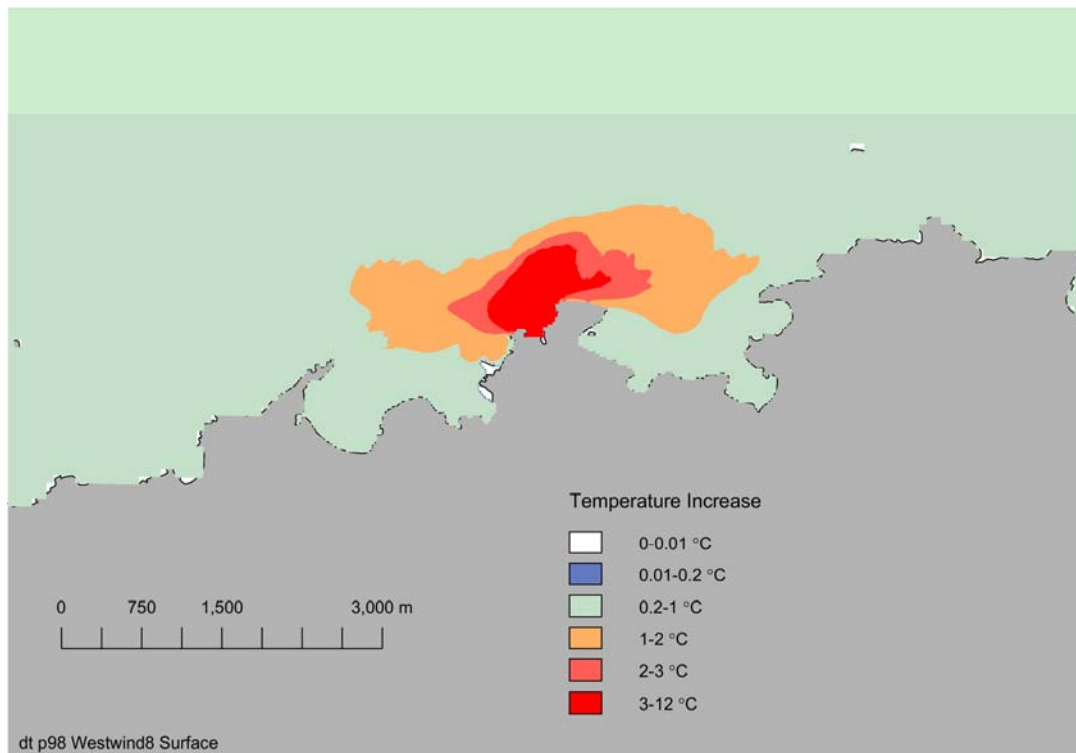 Temperature Increase
0-0.01 °C
0.01-0.2 °C
0.2-1 °C
1-2 °C
2-3 °C
3-12 °C
0 750 1,500 3,000 m
dt p98 Westwind8 Surface